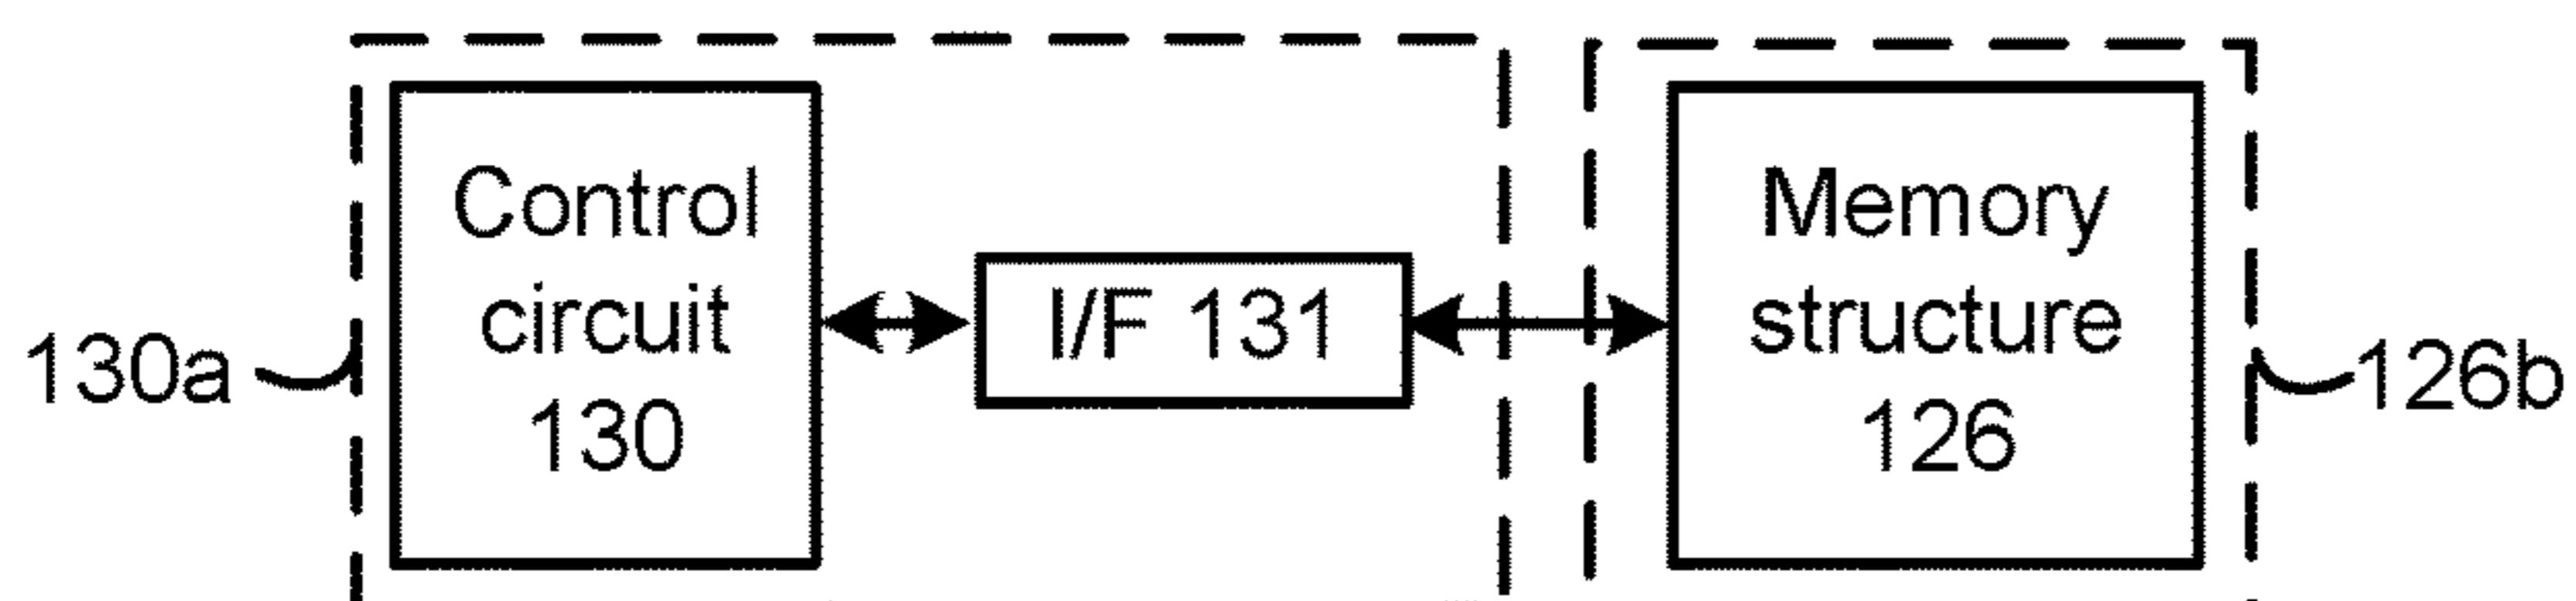 Control
circuit
130
I/F 131
Memory
structure
126
130a
126b